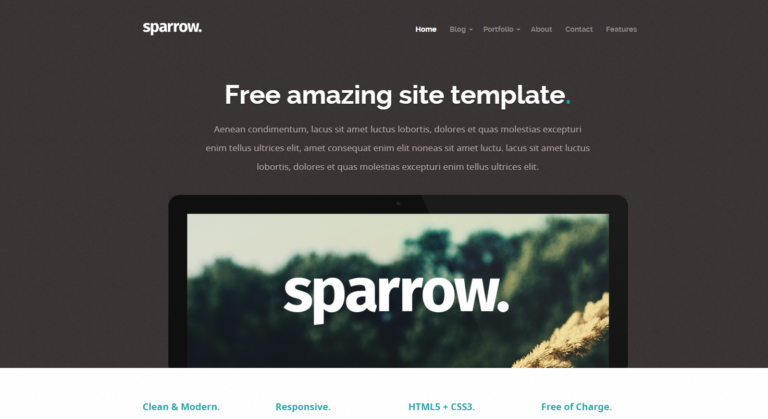 sparrow.
Home Blog Portfolio About Contact Features
Free amazing site template.
Aenean condimentum, lacus sit amet luctus lobortis, dolores et quas molestias excepturi
enim tellus ultrices elit, amet consequat enim elit noneas sit amet luctu. lacus sit amet luctus
lobortis, dolores et quas molestias excepturi enim tellus ultrices elit.
sparrow.
Clean & Modern. Responsive. HTML5 + CSS3. Free of Charge.